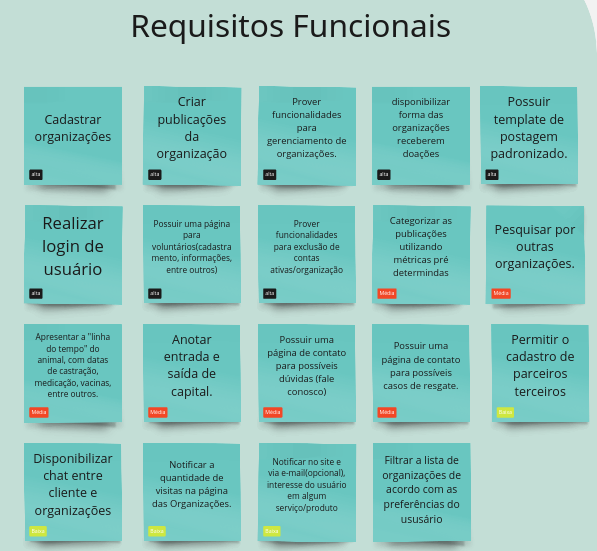 Requisitos Funcionais
Cadastrar
organizações
alta
Criar
publicações
da
organização
alta
Prover
funcionalidades
para
gerenciamento de
organizações.
alta
disponibilizar
forma das
organizações
receberem
doações
alta
Possuir
template de
postagem
padronizado.
alta
Realizar
login de
usuário
alta
Possuir uma página
para
voluntários(cadastra
mento, informações,
entre outros)
alta
Prover
funcionalidades
para exclusão de
contas
ativas/organização
alta
Categorizar as
publicações
utilizando
métricas pré
determindas
Média
Pesquisar por
outras
organizações.
Média
Apresentar a "linha
do tempo" do
animal, com datas
de castração,
medicação, vacinas,
entre outros.
Média
Anotar
entrada e
saída de
capital.
Média
Possuir uma
página de contato
para possíveis
dúvidas (fale
conosco)
Média
Possuir uma
página de contato
para possíveis
casos de resgate.
Média
Permitir o
cadastro de
parceiros
terceiros
Baixa
Disponibilizar
chat entre
cliente e
organizações
Baixa
Notificar a
quantidade de
visitas na página
das Organizações.
Baixa
Notificar no site e
via e-mail(opcional),
interesse do usuário
em algum
serviço/produto
Baixa
Filtrar a lista de
organizações de
acordo com as
preferências do
ususário